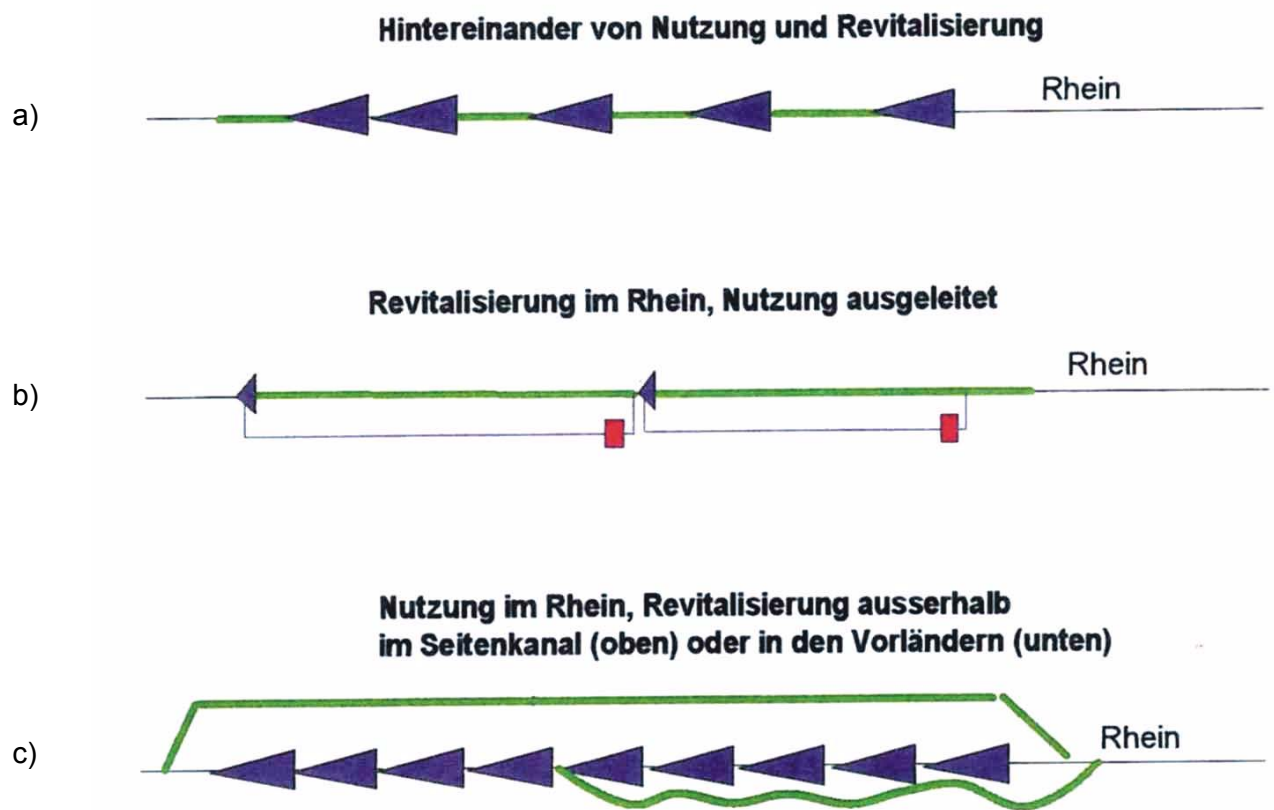 Hintereinander von Nutzung und Revitalisierung
a)
Rhein
Revitalisierung im Rhein, Nutzung ausgeleitet
b)
Rhein
Nutzung im Rhein, Revitalisierung ausserhalb
im Seitenkanal (oben) oder in den Vorländern (unten)
c)
Rhein